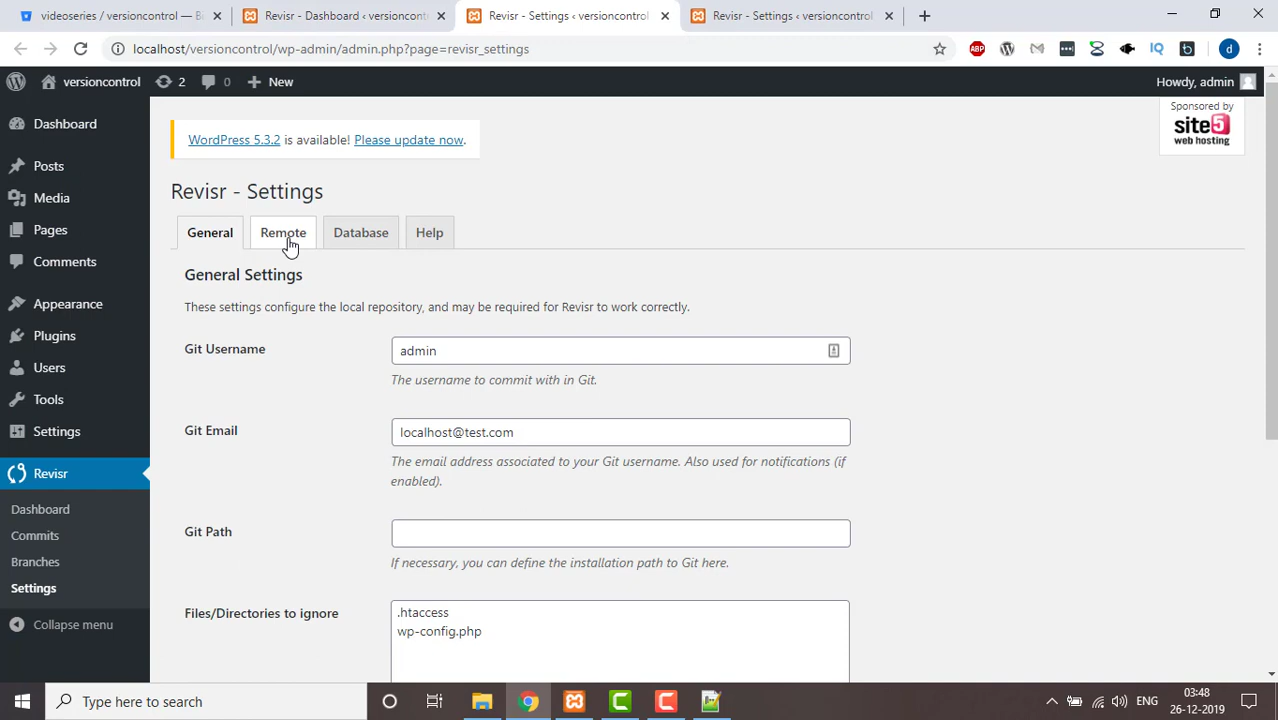 videoseries / versioncontrol — B
Revisr - Dashboard ‹ versioncont
Revisr - Settings ‹ versioncontrol
Revisr - Settings ‹ versioncontrol
localhost/versioncontrol/wp-admin/admin.php?page=revisr_settings
ABP
IQ
b
d
versioncontrol
2
0
New
Howdy, admin
Dashboard
Posts
Media
Pages
Comments
Appearance
Plugins
Users
Tools
Settings
Revisr
Dashboard
Commits
Branches
Settings
Collapse menu
WordPress 5.3.2 is available! Please update now.
Sponsored by
site5
web hosting
Revisr - Settings
General
Remote
Database
Help
General Settings
These settings configure the local repository, and may be required for Revisr to work correctly.
Git Username
admin
The username to commit with in Git.
Git Email
localhost@test.com
The email address associated to your Git username. Also used for notifications (if
enabled).
Git Path
If necessary, you can define the installation path to Git here.
Files/Directories to ignore
.htaccess
wp-config.php
Type here to search
ENG
03:48
26-12-2019